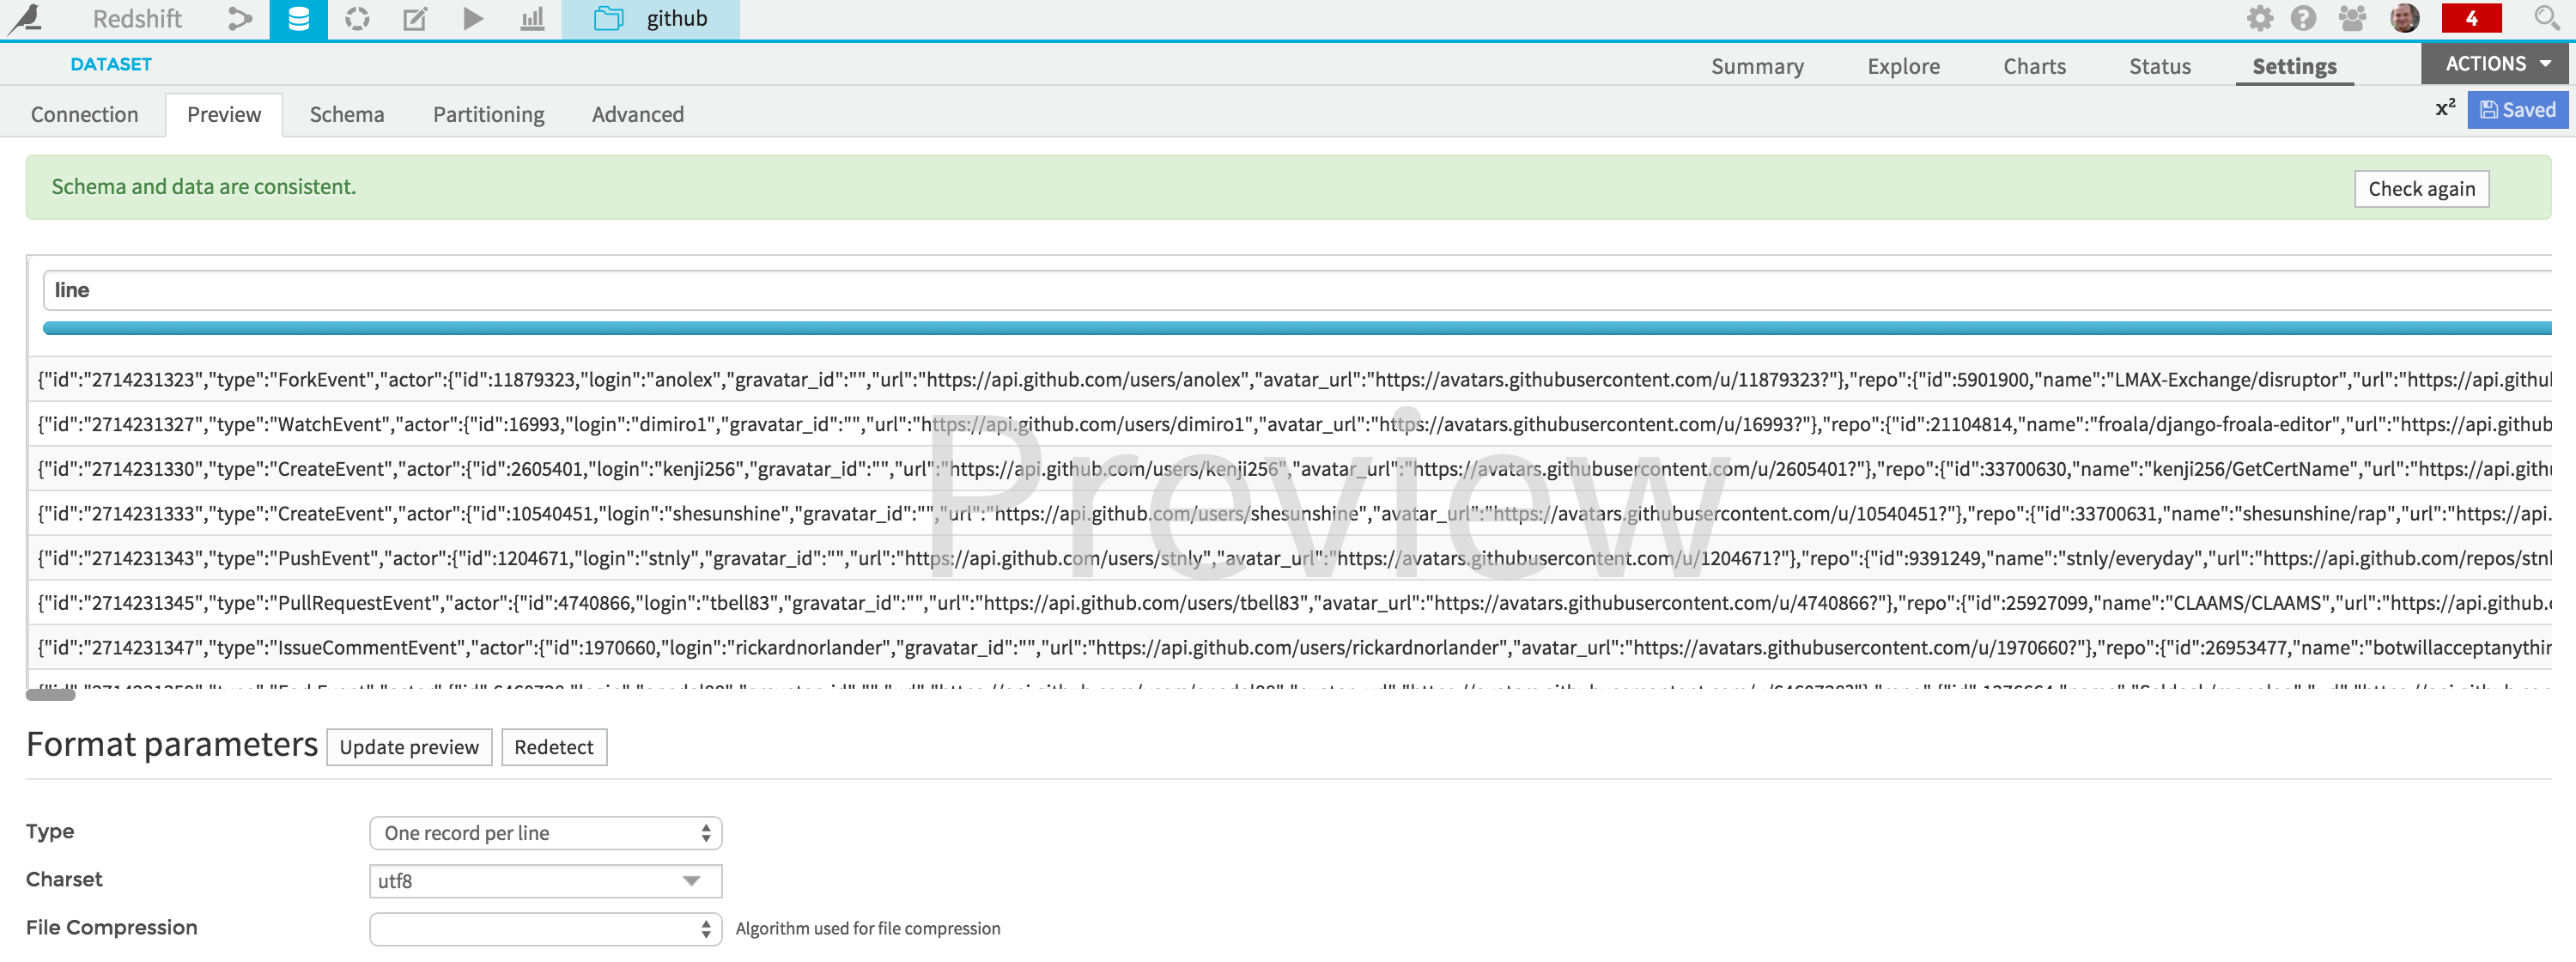 Redshift github 4
DATASET Summary Explore Charts Status Settings ACTIONS
Connection Preview Schema Partitioning Advanced x² Saved
Schema and data are consistent. Check again
line
{"id":"2714231323","type":"ForkEvent","actor":{"id":11879323,"login":"anolex","gravatar_id":"","url":"https://api.github.com/users/anolex","avatar_url":"https://avatars.githubusercontent.com/u/11879323?"},"repo":{"id":5901900,"name":"LMAX-Exchange/disruptor","url":"https://api.githul
{"id":"2714231327","type":"WatchEvent","actor":{"id":16993,"login":"dimiro1","gravatar_id":"","url":"https://api.github.com/users/dimiro1","avatar_url":"https://avatars.githubusercontent.com/u/16993?"},"repo":{"id":21104814,"name":"froala/django-froala-editor","url":"https://api.github
{"id":"2714231330","type":"CreateEvent","actor":{"id":2605401,"login":"kenji256","gravatar_id":"","url":"https://api.github.com/users/kenji256","avatar_url":"https://avatars.githubusercontent.com/u/2605401?"},"repo":{"id":33700630,"name":"kenji256/GetCertName","url":"https://api.gith
{"id":"2714231333","type":"CreateEvent","actor":{"id":10540451,"login":"shesunshine","gravatar_id":"","url":"https://api.github.com/users/shesunshine","avatar_url":"https://avatars.githubusercontent.com/u/10540451?"},"repo":{"id":33700631,"name":"shesunshine/rap","url":"https://api.
{"id":"2714231343","type":"PushEvent","actor":{"id":1204671,"login":"stnly","gravatar_id":"","url":"https://api.github.com/users/stnly","avatar_url":"https://avatars.githubusercontent.com/u/1204671?"},"repo":{"id":9391249,"name":"stnly/everyday","url":"https://api.github.com/repos/stnl
{"id":"2714231345","type":"PullRequestEvent","actor":{"id":4740866,"login":"tbell83","gravatar_id":"","url":"https://api.github.com/users/tbell83","avatar_url":"https://avatars.githubusercontent.com/u/4740866?"},"repo":{"id":25927099,"name":"CLAAMS/CLAAMS","url":"https://api.github.
{"id":"2714231347","type":"IssueCommentEvent","actor":{"id":1970660,"login":"rickardnorlander","gravatar_id":"","url":"https://api.github.com/users/rickardnorlander","avatar_url":"https://avatars.githubusercontent.com/u/1970660?"},"repo":{"id":26953477,"name":"botwillacceptanythin
Preview
Format parameters Update preview Redetect
Type One record per line
Charset utf8
File Compression Algorithm used for file compression